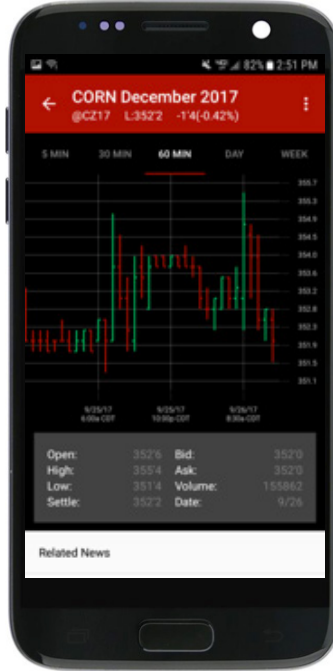 82% 2:51 PM
CORN December 2017
@CZ17 L:352'2 -1'4(-0.42%)
5 MIN 30 MIN 60 MIN DAY WEEK
355.7
355.3
354.9
354.5
354.0
353.6
353.2
352.8
352.3
351.9
351.5
351.1
9/25/17 9/25/17 9/26/17
6:00a CDT 10:30p CDT 8:30a CDT
Open: 352'6 Bid: 352'0
High: 355'4 Ask: 352'0
Low: 351'4 Volume: 155862
Settle: 352'2 Date: 9/26
Related News